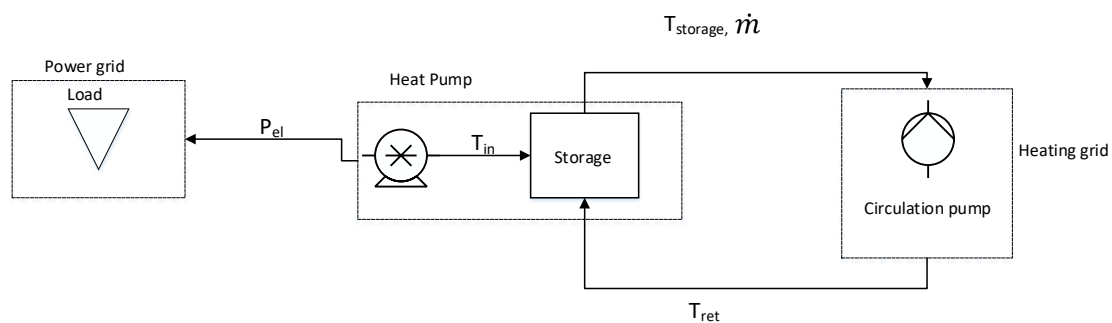 T_storage, ṁ
Power grid
Heat Pump
Load
P_el
T_in
Storage
Heating grid
Circulation pump
T_ret